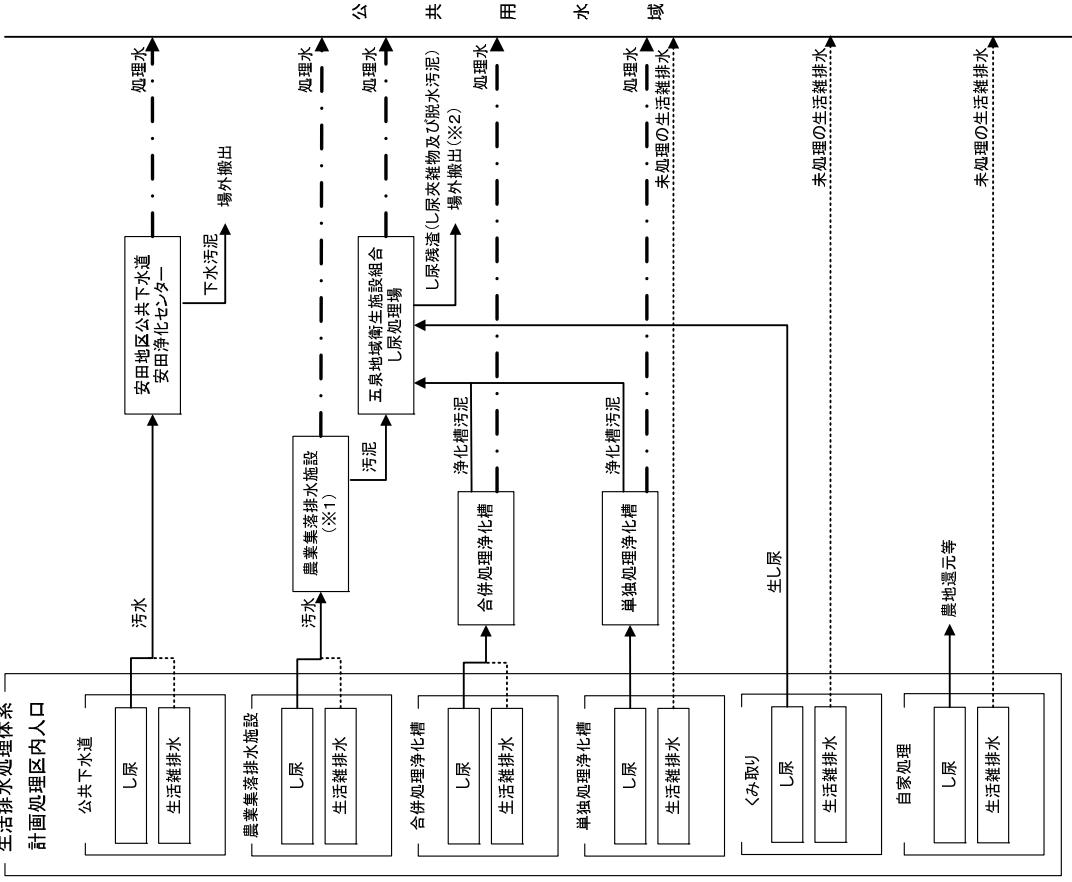 生活排水処理体系
計画処理区内人口
公共下水道
し尿
生活雑排水
汚水
安田地区公共下水道
安田浄化センター
下水汚泥
場外搬出
処理水
農業集落排水施設
し尿
生活雑排水
汚水
農業集落排水施設
(※1)
汚泥
処理水
五泉地域衛生施設組合
し尿処理場
処理水
し尿残渣(し尿夾雑物及び脱水汚泥)
場外搬出(※2)
合併処理浄化槽
し尿
生活雑排水
合併処理浄化槽
浄化槽汚泥
処理水
単独処理浄化槽
し尿
生活雑排水
単独処理浄化槽
浄化槽汚泥
処理水
未処理の生活雑排水
くみ取り
し尿
生活雑排水
生し尿
未処理の生活雑排水
自家処理
し尿
生活雑排水
農地還元等
未処理の生活雑排水
公共用水域